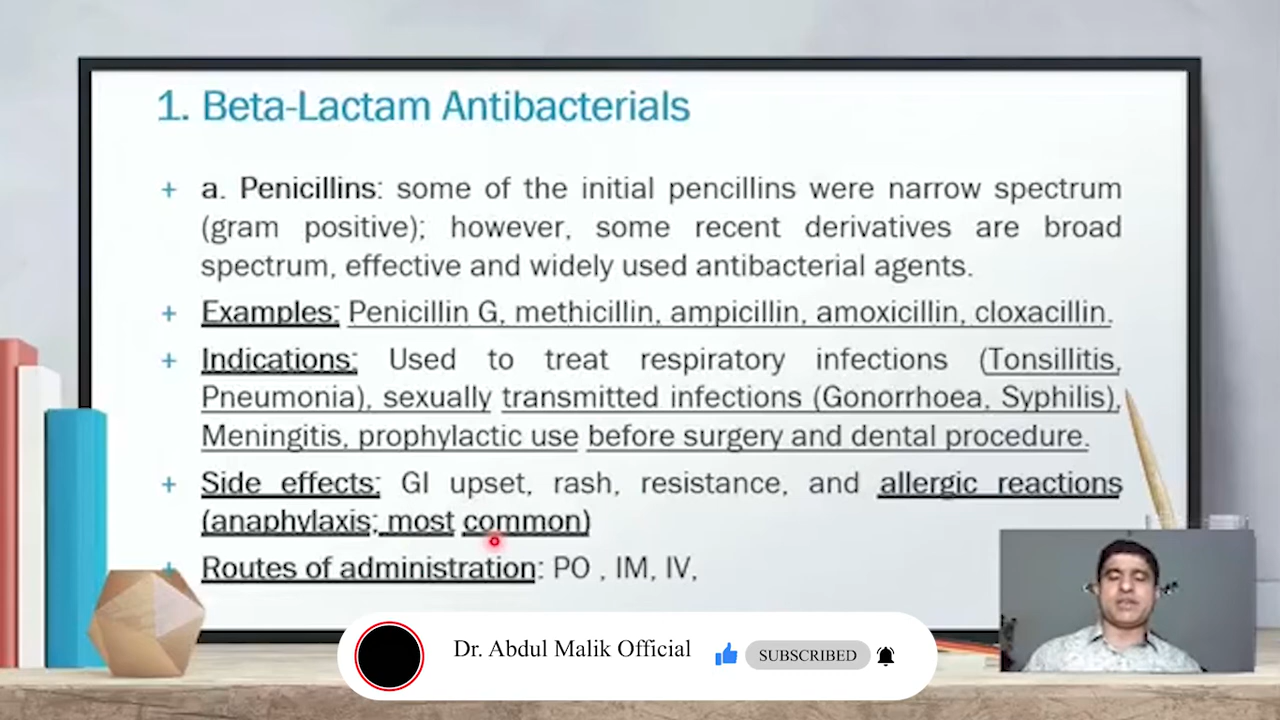 1. Beta-Lactam Antibacterials
+ a. Penicillins: some of the initial pencillins were narrow spectrum
(gram positive); however, some recent derivatives are broad
spectrum, effective and widely used antibacterial agents.
+ Examples: Penicillin G, methicillin, ampicillin, amoxicillin, cloxacillin.
+ Indications: Used to treat respiratory infections (Tonsillitis,
Pneumonia), sexually transmitted infections (Gonorrhoea, Syphilis),
Meningitis, prophylactic use before surgery and dental procedure.
+ Side effects: GI upset, rash, resistance, and allergic reactions
(anaphylaxis; most common)
+ Routes of administration: PO , IM, IV,
Dr. Abdul Malik Official
SUBSCRIBED